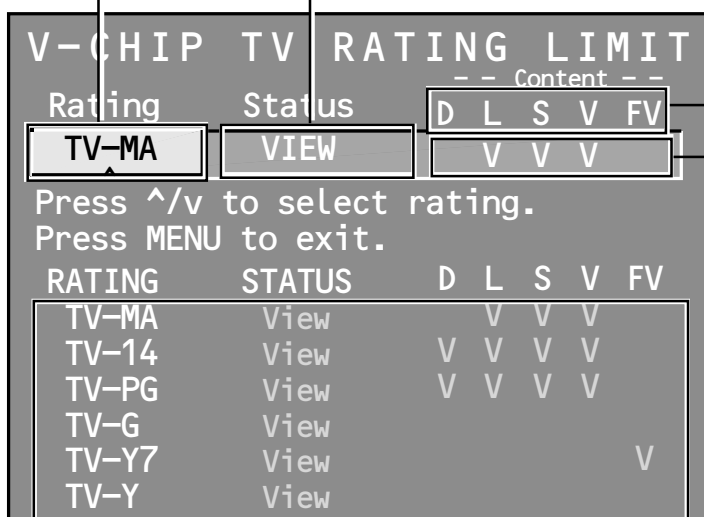 V-CHIP TV RATING LIMIT
-- Content --
Rating Status D L S V FV
TV-MA VIEW V V V
Press ^/v to select rating.
Press MENU to exit.
RATING STATUS D L S V FV
TV-MA View V V V
TV-14 View V V V V
TV-PG View V V V V
TV-G View
TV-Y7 View V
TV-Y View